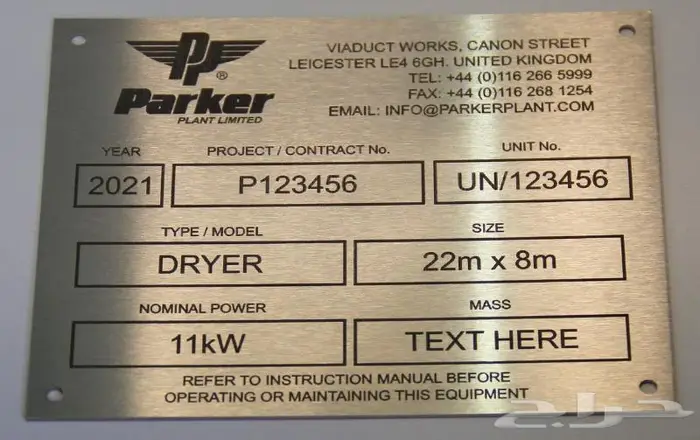 PP®
Parker
PLANT LIMITED
VIADUCT WORKS, CANON STREET
LEICESTER LE4 6GH. UNITED KINGDOM
TEL: +44 (0)116 266 5999
FAX: +44 (0)116 268 1254
EMAIL: INFO@PARKERPLANT.COM
YEAR PROJECT / CONTRACT No. UNIT No.
2021 P123456 UN/123456
TYPE / MODEL SIZE
DRYER 22m x 8m
NOMINAL POWER MASS
11kW TEXT HERE
REFER TO INSTRUCTION MANUAL BEFORE
OPERATING OR MAINTAINING THIS EQUIPMENT
حراج